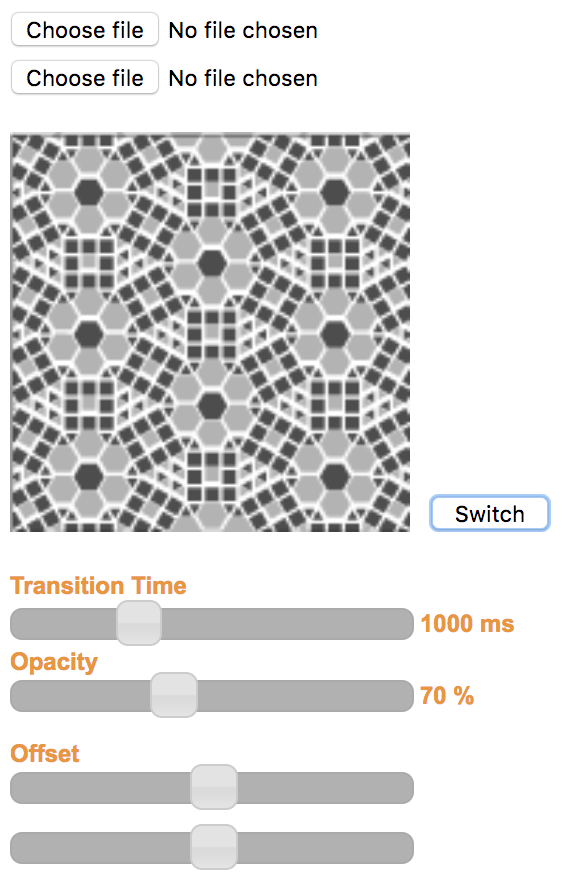 Choose file No file chosen
Choose file No file chosen
Switch
Transition Time
1000 ms
Opacity
70 %
Offset